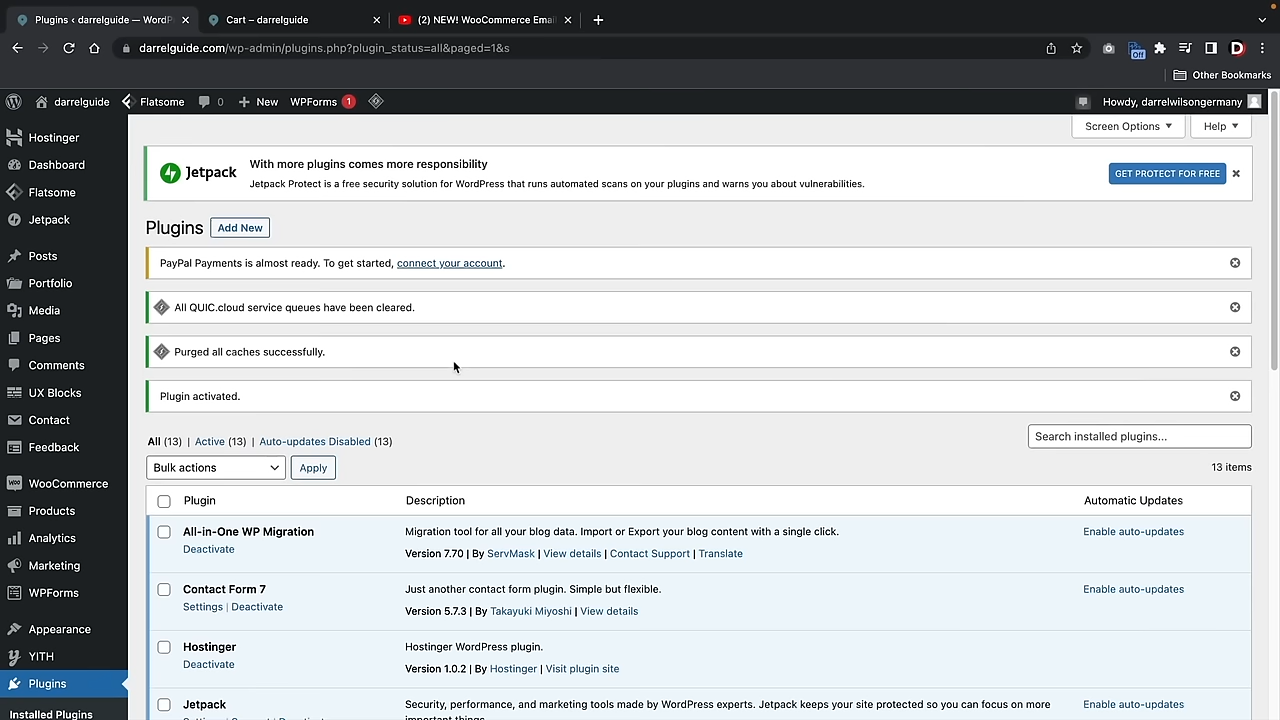 Plugins < darrelguide — WordP
Cart – darrelguide
(2) NEW! WooCommerce Emai
darrelguide.com/wp-admin/plugins.php?plugin_status=all&paged=1&s
Off
D
Other Bookmarks
darrelguide
Flatsome
0
New
WPForms 1
Howdy, darrelwilsongermany
Screen Options
Help
Hostinger
Dashboard
Flatsome
Jetpack
Posts
Portfolio
Media
Pages
Comments
UX Blocks
Contact
Feedback
WooCommerce
Products
Analytics
Marketing
WPForms
Appearance
YITH
Plugins
Installed Plugins
Jetpack
With more plugins comes more responsibility
Jetpack Protect is a free security solution for WordPress that runs automated scans on your plugins and warns you about vulnerabilities.
GET PROTECT FOR FREE
Plugins
Add New
PayPal Payments is almost ready. To get started, connect your account.
All QUIC.cloud service queues have been cleared.
Purged all caches successfully.
Plugin activated.
All (13) | Active (13) | Auto-updates Disabled (13)
Search installed plugins...
Bulk actions
Apply
13 items
Plugin
Description
Automatic Updates
All-in-One WP Migration
Deactivate
Migration tool for all your blog data. Import or Export your blog content with a single click.
Version 7.70 | By ServMask | View details | Contact Support | Translate
Enable auto-updates
Contact Form 7
Settings | Deactivate
Just another contact form plugin. Simple but flexible.
Version 5.7.3 | By Takayuki Miyoshi | View details
Enable auto-updates
Hostinger
Deactivate
Hostinger WordPress plugin.
Version 1.0.2 | By Hostinger | Visit plugin site
Jetpack
Security, performance, and marketing tools made by WordPress experts. Jetpack keeps your site protected so you can focus on more
important things.
Enable auto-updates